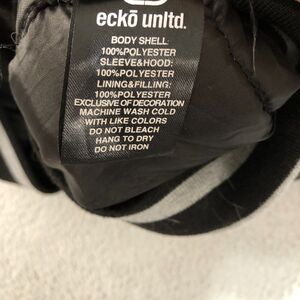 eckō unltd.
BODY SHELL:
100%POLYESTER
SLEEVE&HOOD:
100%POLYESTER
LINING&FILLING:
100%POLYESTER
EXCLUSIVE OF DECORATION
MACHINE WASH COLD
WITH LIKE COLORS
DO NOT BLEACH
HANG TO DRY
DO NOT IRON